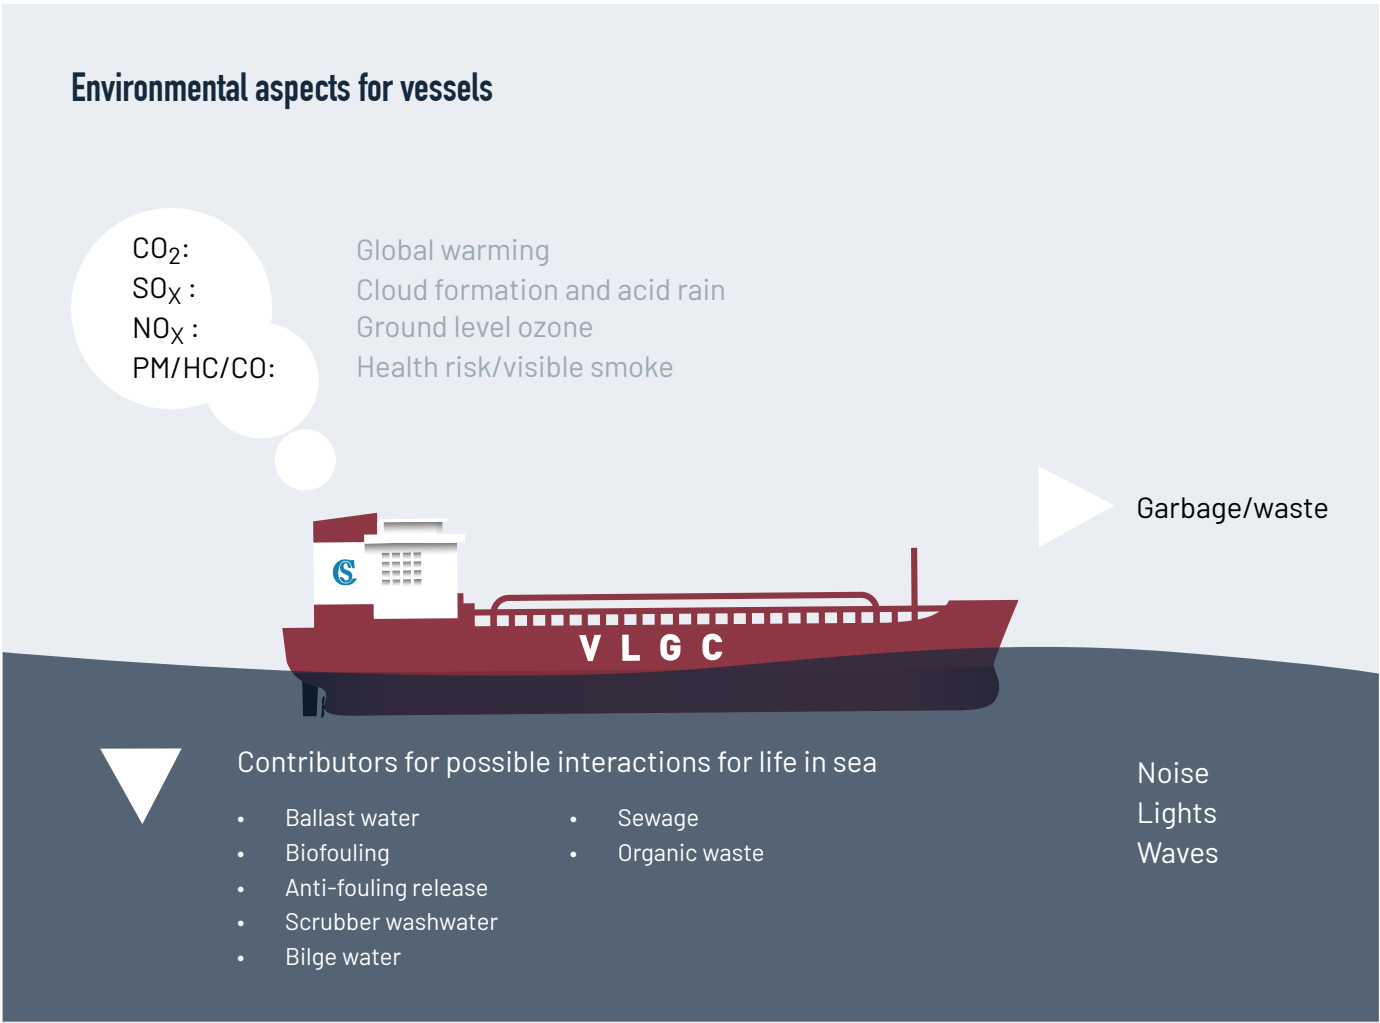 Environmental aspects for vessels
CO₂: Global warming
SOₓ : Cloud formation and acid rain
NOₓ : Ground level ozone
PM/HC/CO: Health risk/visible smoke
Garbage/waste
CS
V L G C
Contributors for possible interactions for life in sea
• Ballast water
• Biofouling
• Anti-fouling release
• Scrubber washwater
• Bilge water
• Sewage
• Organic waste
Noise
Lights
Waves